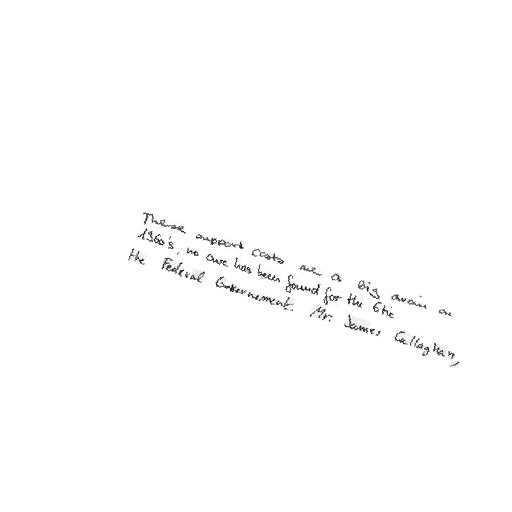 These support costs are a big drain on
1960's, no cure has been found for the 6tic
the Federal Government. Mr. James Callaghan,